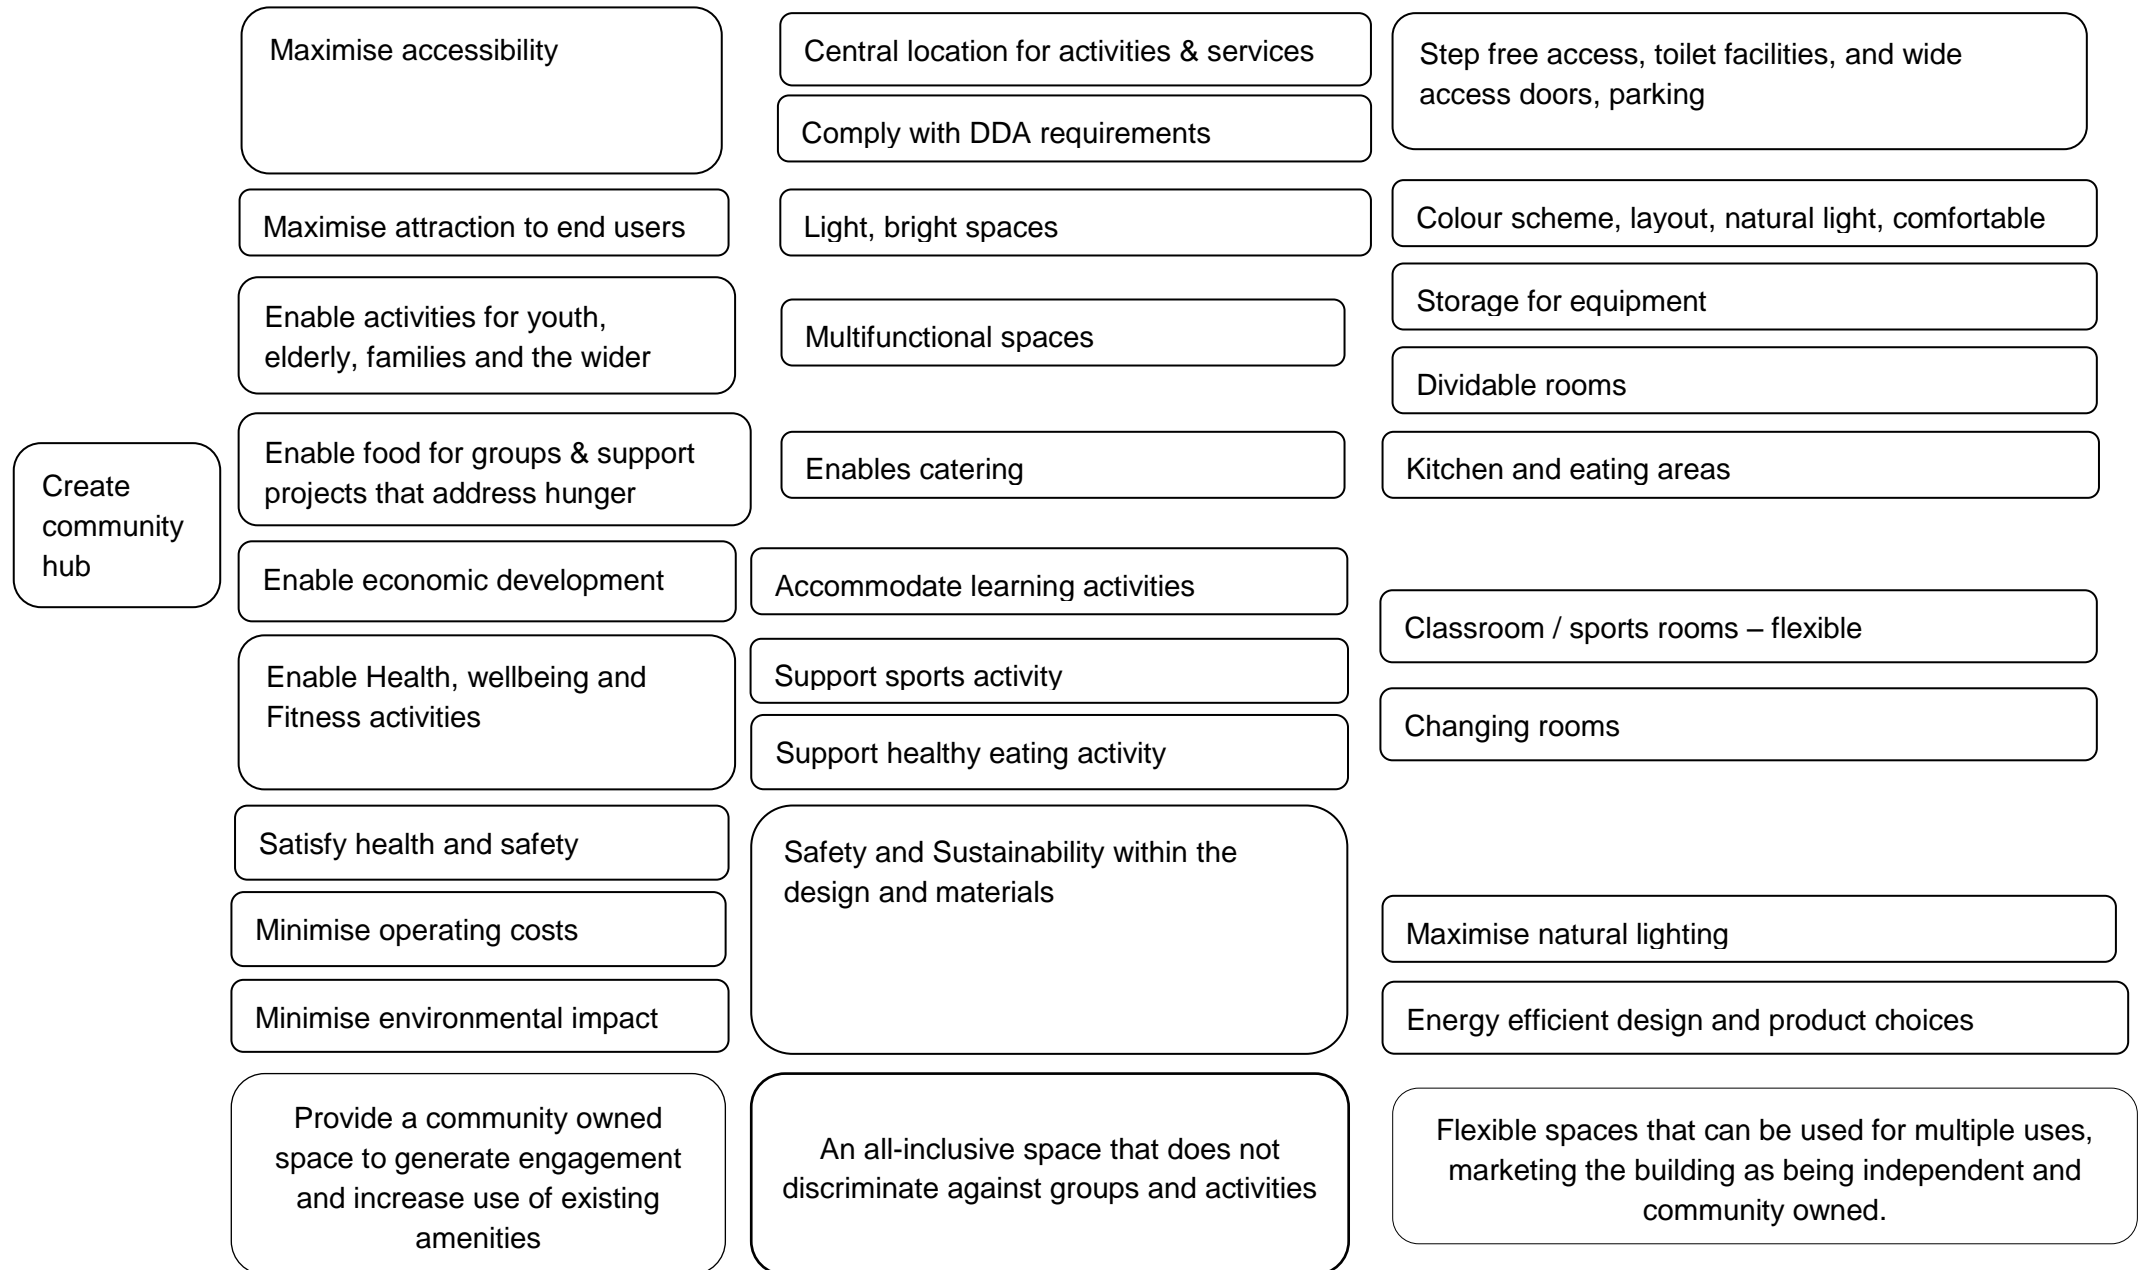 Maximise accessibility
Central location for activities & services
Comply with DDA requirements
Step free access, toilet facilities, and wide
access doors, parking
Maximise attraction to end users
Light, bright spaces
Colour scheme, layout, natural light, comfortable
Enable activities for youth,
elderly, families and the wider
Multifunctional spaces
Storage for equipment
Dividable rooms
Create
community
hub
Enable food for groups & support
projects that address hunger
Enables catering
Kitchen and eating areas
Enable economic development
Accommodate learning activities
Classroom / sports rooms – flexible
Enable Health, wellbeing and
Fitness activities
Support sports activity
Support healthy eating activity
Changing rooms
Satisfy health and safety
Safety and Sustainability within the
design and materials
Minimise operating costs
Maximise natural lighting
Minimise environmental impact
Energy efficient design and product choices
Provide a community owned
space to generate engagement
and increase use of existing
amenities
An all-inclusive space that does not
discriminate against groups and activities
Flexible spaces that can be used for multiple uses,
marketing the building as being independent and
community owned.